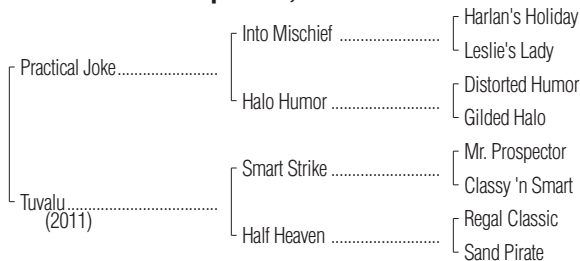 Harlan's Holiday
Into Mischief ........................
Leslie's Lady
Practical Joke........................
Distorted Humor
Halo Humor ........................
Gilded Halo
Mr. Prospector
Smart Strike ........................
Classy 'n Smart
Tuvalu........................
(2011)
Regal Classic
Half Heaven ........................
Sand Pirate